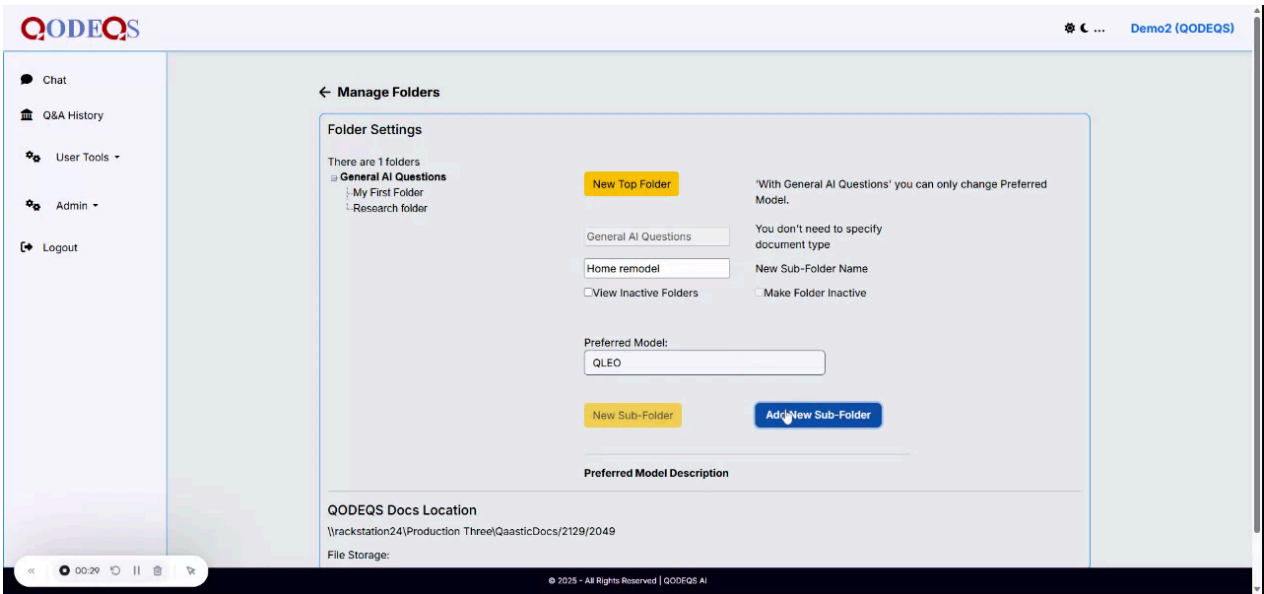 QODEQS
... Demo2 (QODEQS)
Chat
Q&A History
User Tools
Admin
Logout
← Manage Folders
Folder Settings
There are 1 folders
General AI Questions
My First Folder
Research folder
New Top Folder
'With General AI Questions' you can only change Preferred
Model.
General AI Questions
You don't need to specify
document type
Home remodel
New Sub-Folder Name
View Inactive Folders
Make Folder Inactive
Preferred Model:
QLEO
New Sub-Folder
Add New Sub-Folder
Preferred Model Description
QODEQS Docs Location
\\rackstation24\Production Three\QaasticDocs/2129/2049
File Storage:
00:29
© 2025 - All Rights Reserved | QODEQS AI